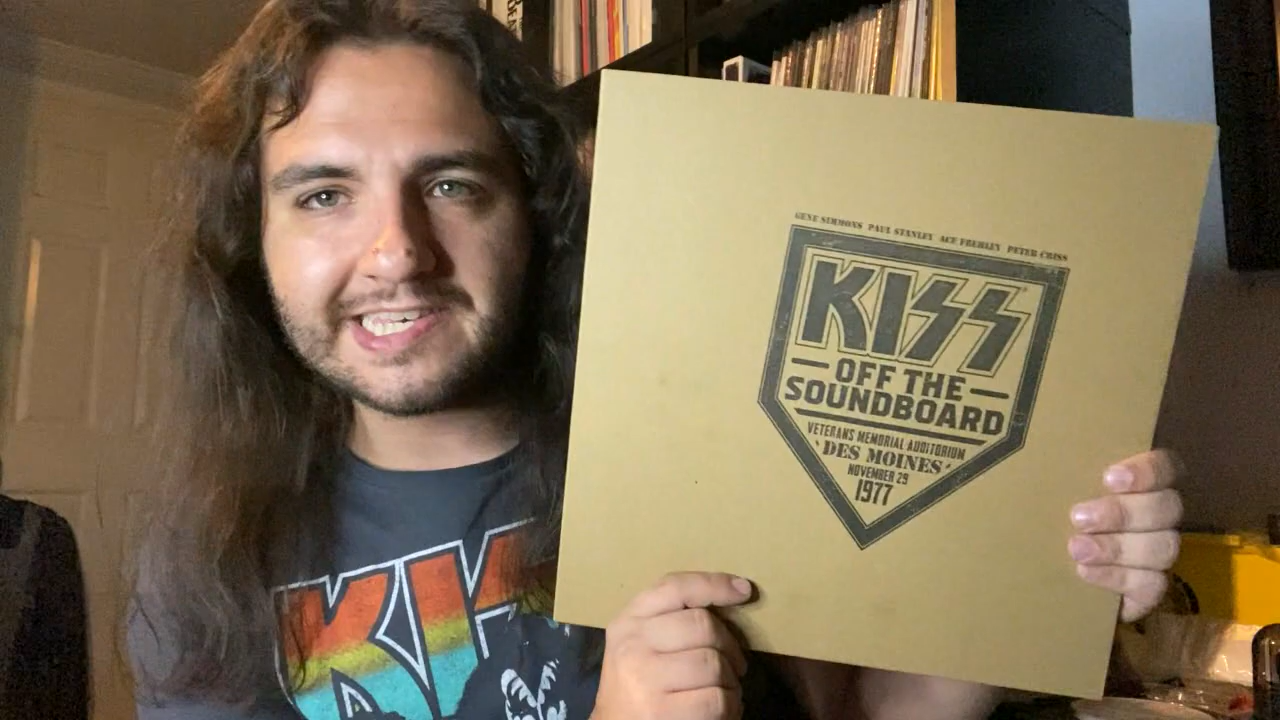 GENE SIMMONS PAUL STANLEY ACE FREHLEY PETER CRISS
KISS
OFF THE
SOUNDBOARD
VETERANS MEMORIAL AUDITORIUM
DES MOINES
NOVEMBER 29
1977
KIS